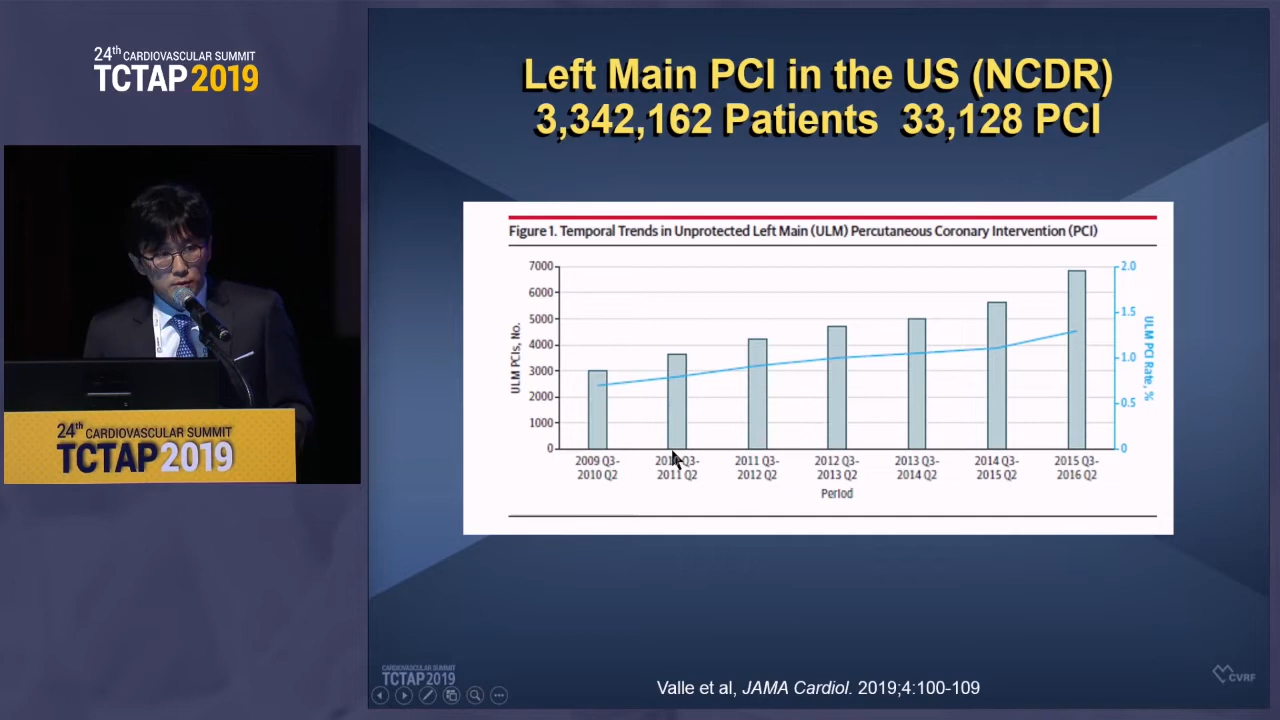 24th CARDIOVASCULAR SUMMIT
TCTAP 2019
24th CARDIOVASCULAR SUMMIT
TCTAP 2019
Left Main PCI in the US (NCDR)
3,342,162 Patients 33,128 PCI
Figure 1. Temporal Trends in Unprotected Left Main (ULM) Percutaneous Coronary Intervention (PCI)
ULM PCIs, No.
7000
6000
5000
4000
3000
2000
1000
0
2.0
1.5
1.0
0.5
0
ULM PCI Rate, %
2009 Q3-
2010 Q2
2010 Q3-
2011 Q2
2011 Q3-
2012 Q2
2012 Q3-
2013 Q2
2013 Q3-
2014 Q2
2014 Q3-
2015 Q2
2015 Q3-
2016 Q2
Period
CARDIOVASCULAR SUMMIT
TCTAP2019
Valle et al, JAMA Cardiol. 2019;4:100-109
CVRF